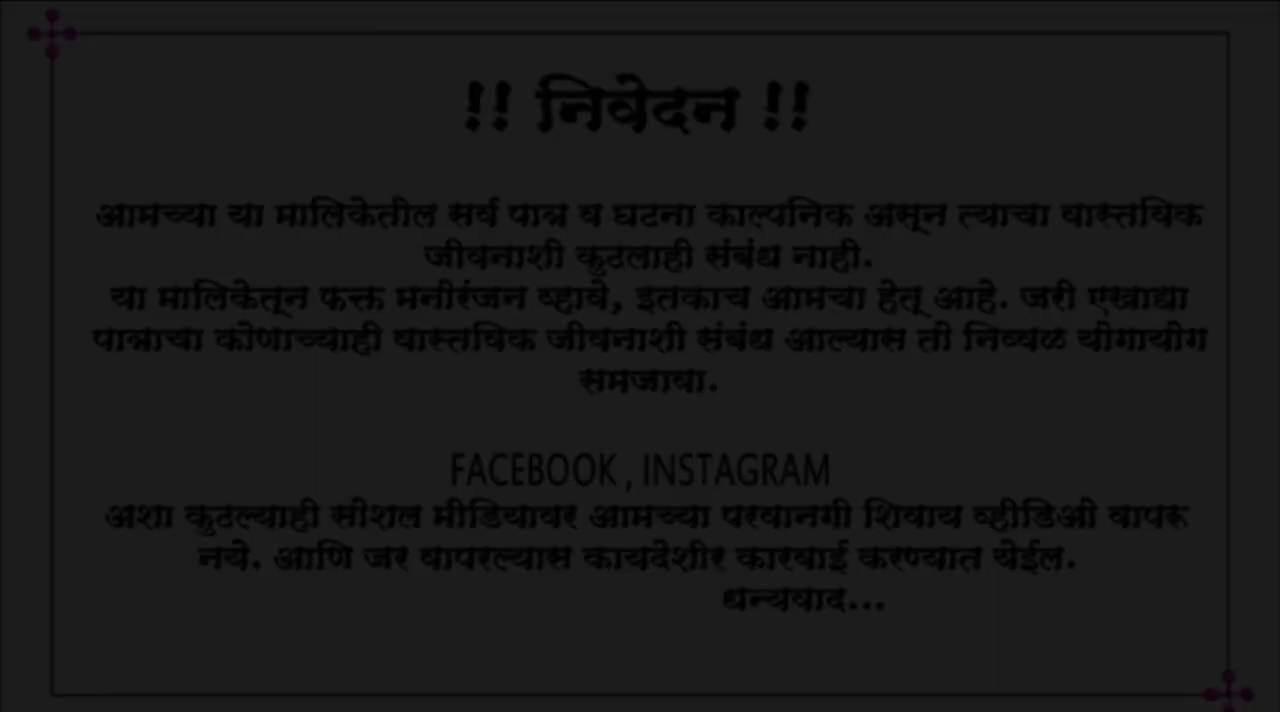 !! निवेदन !!
आमच्या या मालिकेतील सर्व पात्र व घटना काल्पनिक असून त्याचा वास्तविक
जीवनाशी कुठलाही संबंध नाही.
या मालिकेतून फक्त मनोरंजन व्हावे, इतकाच आमचा हेतू आहे. जरी एखाद्या
पात्राचा कोणाच्याही वास्तविक जीवनाशी संबंध आल्यास तो निव्वळ योगायोग
समजावा.
FACEBOOK , INSTAGRAM
अशा कुठल्याही सोशल मीडियावर आमच्या परवानगी शिवाय व्हीडिओ वापरू
नये. आणि जर वापरल्यास कायदेशीर कारवाई करण्यात येईल.
धन्यवाद...